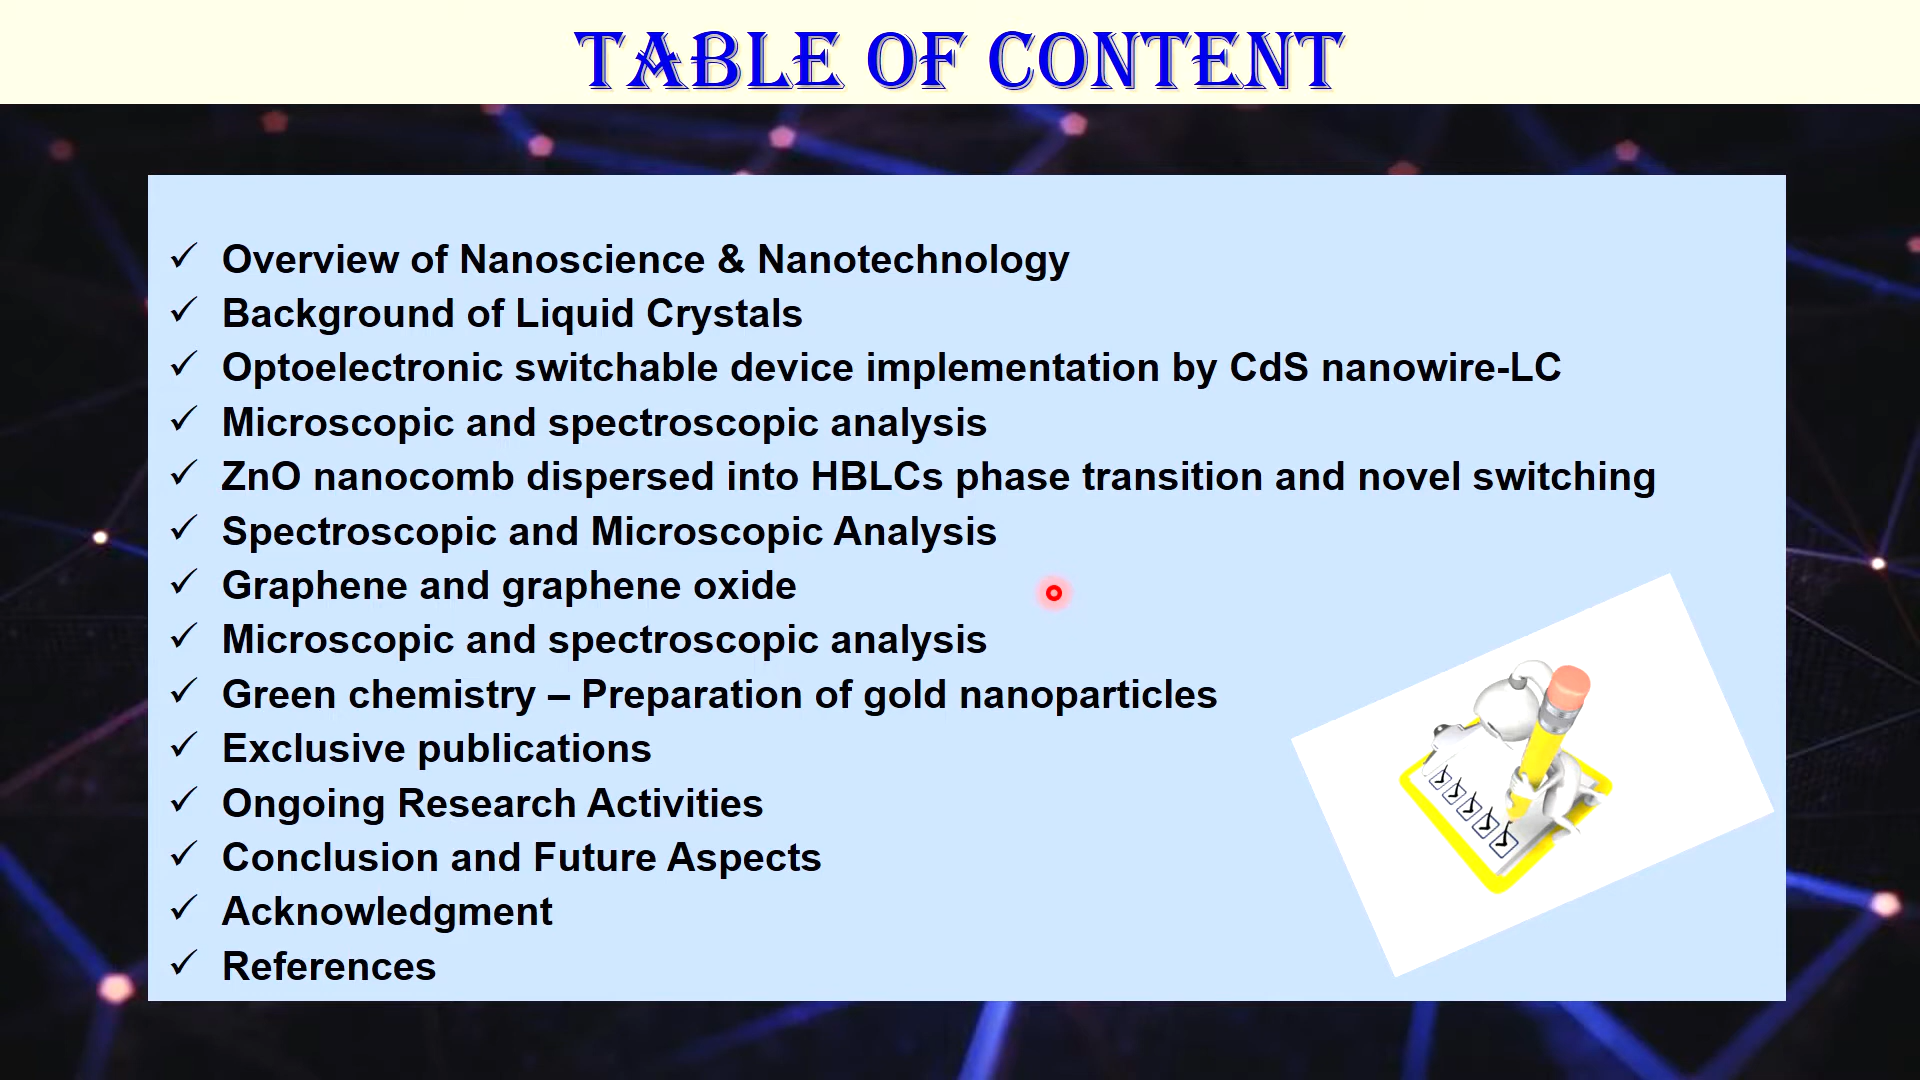 TABLE OF CONTENT
✓ Overview of Nanoscience & Nanotechnology
✓ Background of Liquid Crystals
✓ Optoelectronic switchable device implementation by CdS nanowire-LC
✓ Microscopic and spectroscopic analysis
✓ ZnO nanocomb dispersed into HBLCs phase transition and novel switching
✓ Spectroscopic and Microscopic Analysis
✓ Graphene and graphene oxide
✓ Microscopic and spectroscopic analysis
✓ Green chemistry – Preparation of gold nanoparticles
✓ Exclusive publications
✓ Ongoing Research Activities
✓ Conclusion and Future Aspects
✓ Acknowledgment
✓ References